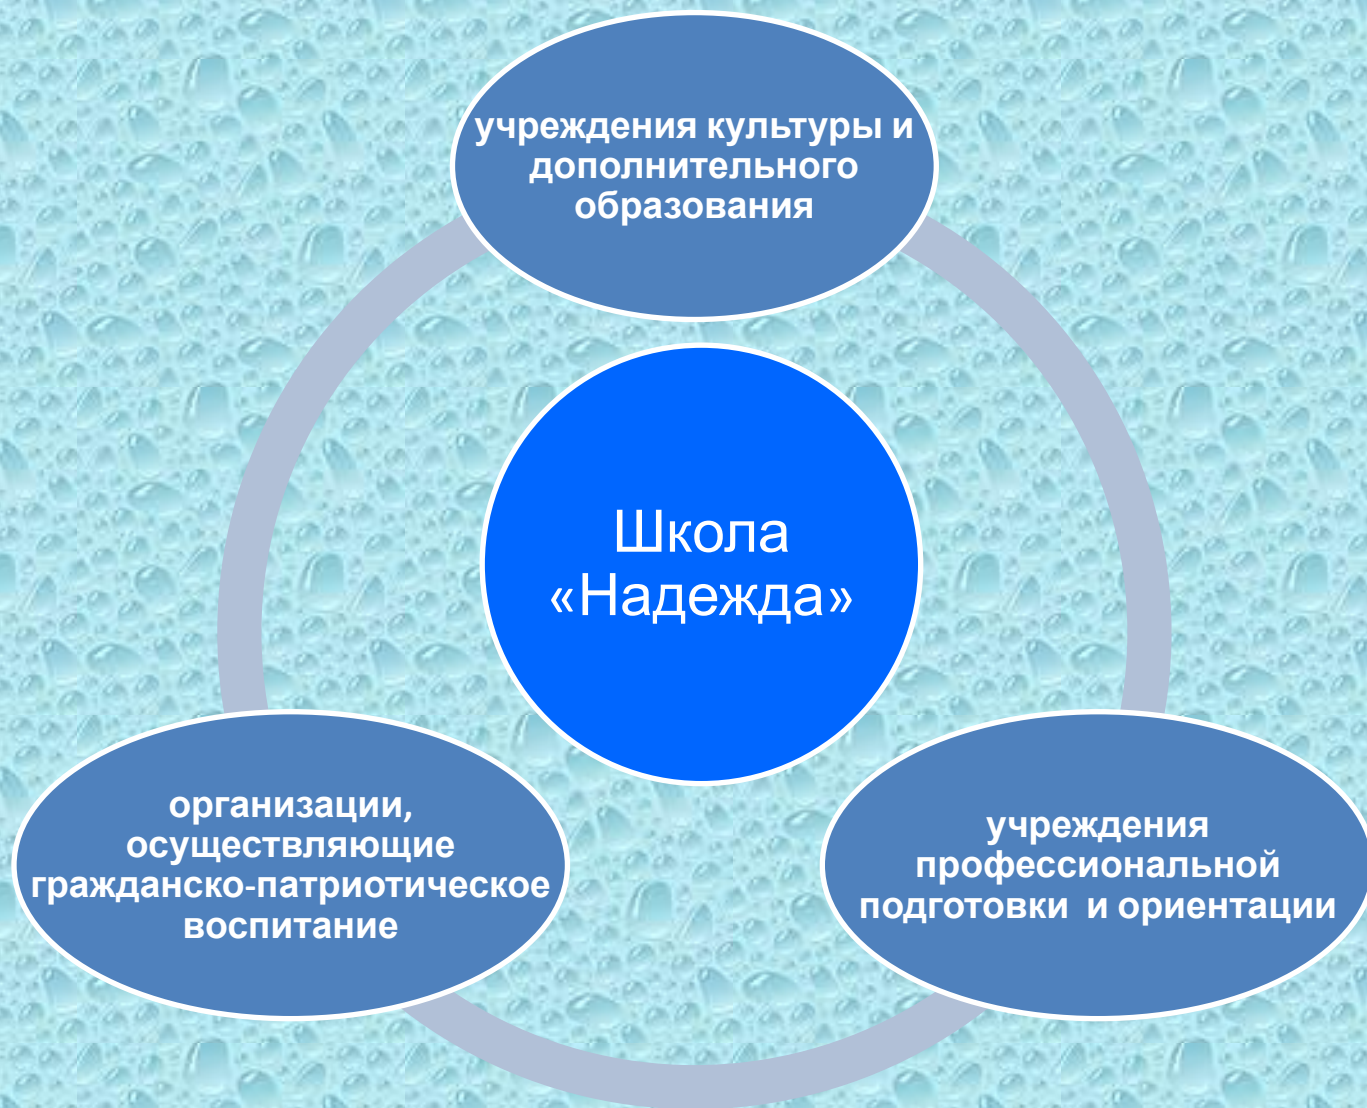 учреждения культуры и
дополнительного
образования
Школа
«Надежда»
организации,
осуществляющие
гражданско-патриотическое
воспитание
учреждения
профессиональной
подготовки и ориентации